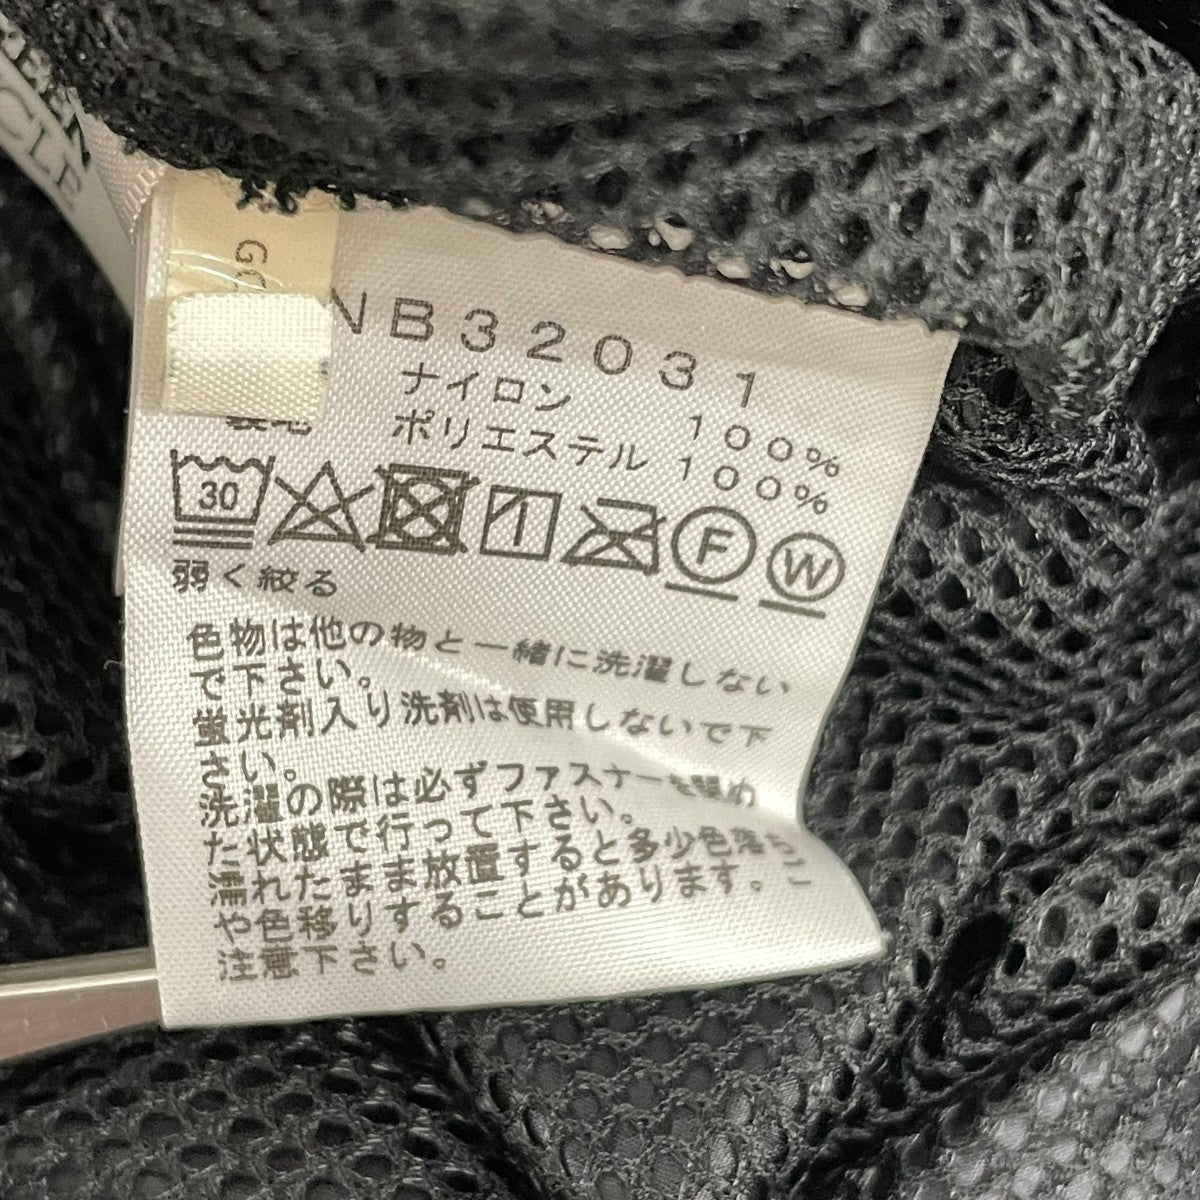 CLE
GO
NB32031
ナイロン 100%
ポリエステル 100%
30
F
W
弱く絞る
色物は他の物と一緒に洗濯しない
で下さい。
蛍光剤入り洗剤は使用しないで下
さい。
洗濯の際は必ずファスナーを閉め
た状態で行って下さい。
濡れたまま放置すると多少色落ち
や色移りすることがあります。ご
注意下さい。